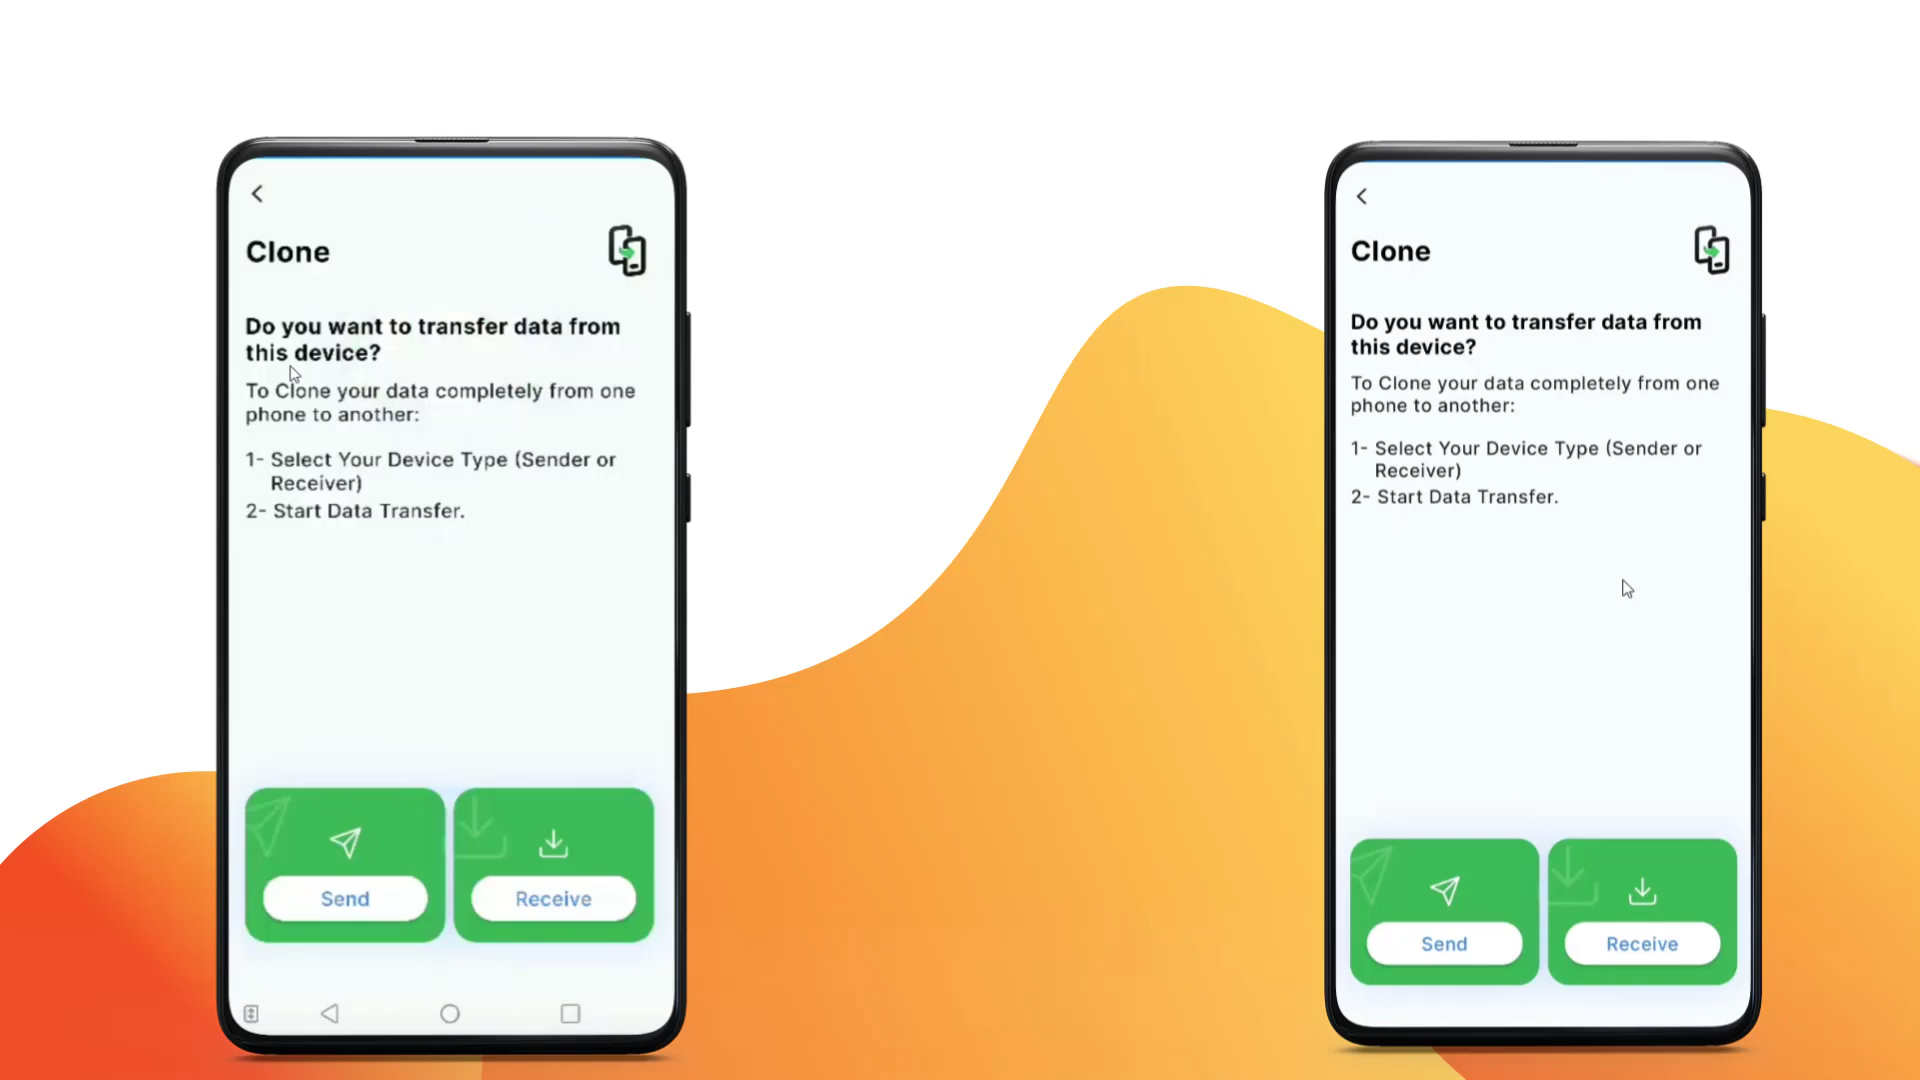 Clone
Do you want to transfer data from
this device?
To Clone your data completely from one
phone to another:
1- Select Your Device Type (Sender or
Receiver)
2- Start Data Transfer.
Send
Receive
Clone
Do you want to transfer data from
this device?
To Clone your data completely from one
phone to another:
1- Select Your Device Type (Sender or
Receiver)
2- Start Data Transfer.
Send
Receive